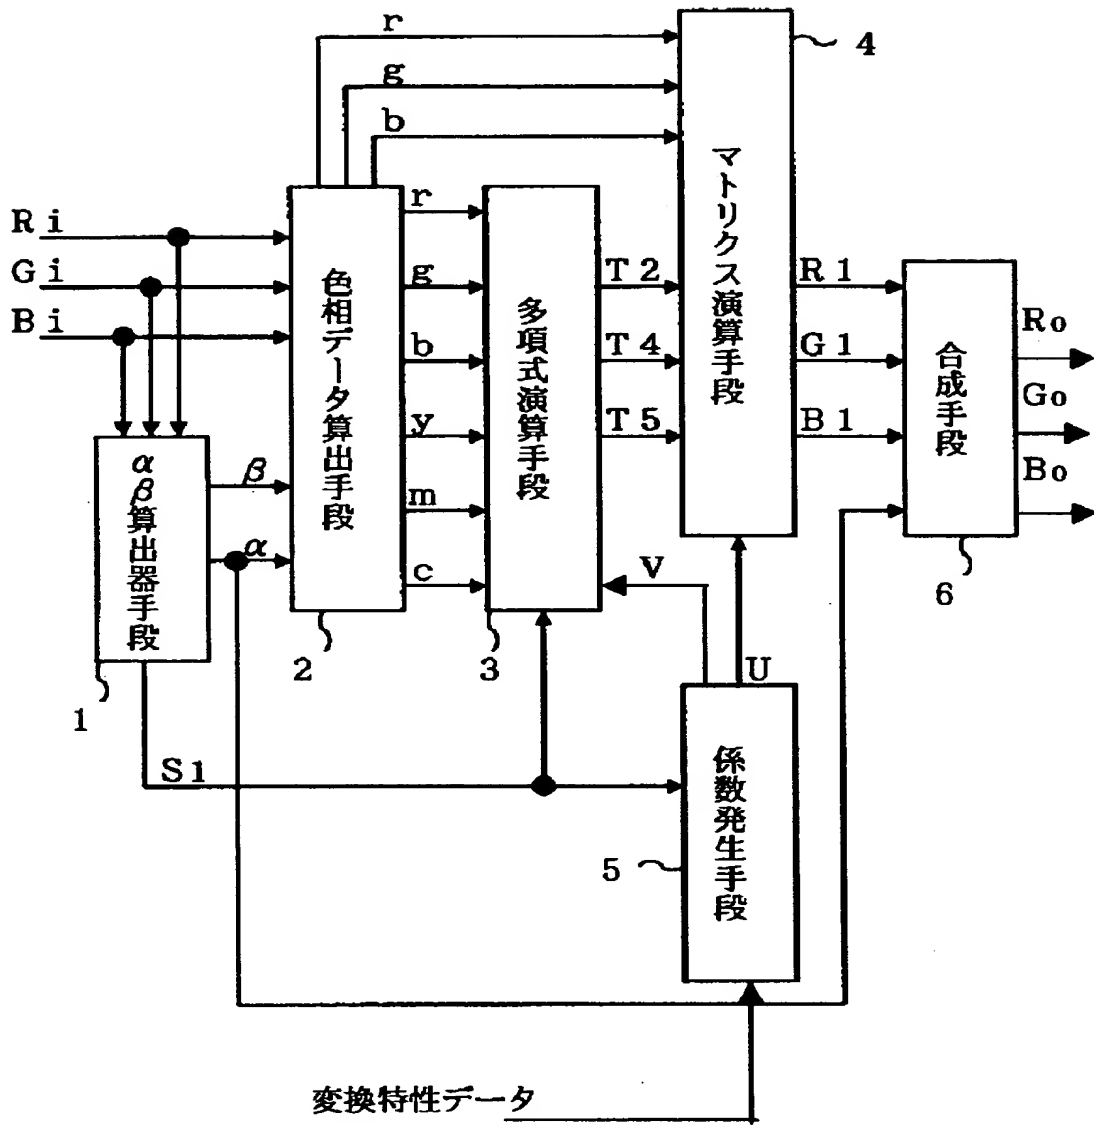 r
g
b
4
マトリクス演算手段
Ri
Gi
Bi
色相データ算出手段
r
g
b
y
m
c
多項式演算手段
T2
T4
T5
R1
G1
B1
合成手段
Ro
Go
Bo
αβ算出器手段
β
α
V
U
1
2
3
6
S1
係数発生手段
5
変換特性データ